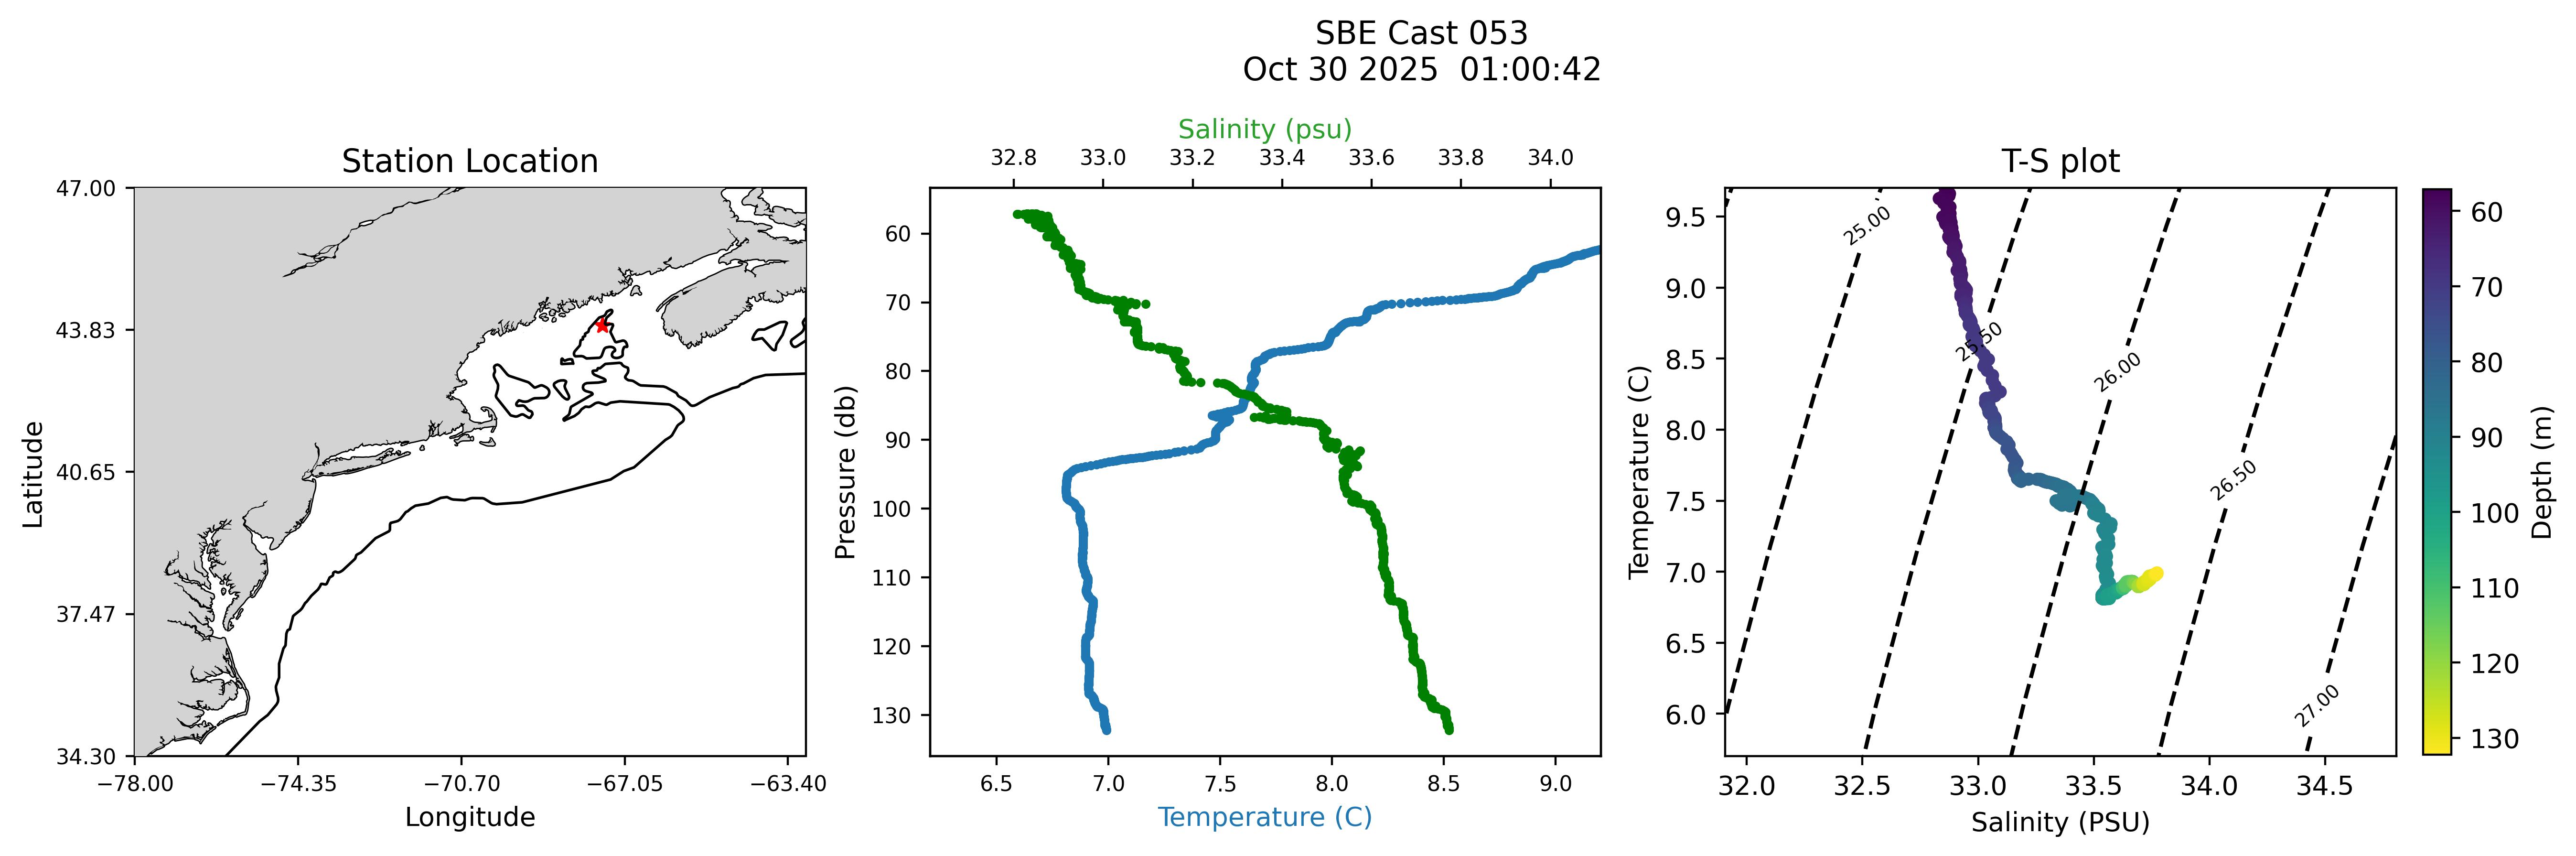 SBE Cast 053
Oct 30 2025  01:00:42
Station Location
47.00
43.83
40.65
37.47
34.30
Latitude
−78.00 −74.35 −70.70 −67.05 −63.40
Longitude
Salinity (psu)
32.8 33.0 33.2 33.4 33.6 33.8 34.0
60
70
80
90
100
110
120
130
Pressure (db)
6.5 7.0 7.5 8.0 8.5 9.0
Temperature (C)
T-S plot
9.5
9.0
8.5
8.0
7.5
7.0
6.5
6.0
Temperature (C)
25.00
25.50
26.00
26.50
27.00
32.0 32.5 33.0 33.5 34.0 34.5
Salinity (PSU)
60
70
80
90
100
110
120
130
Depth (m)